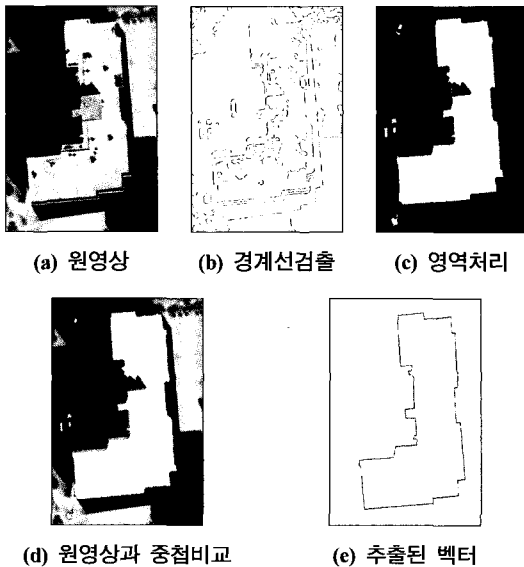 (a) 원영상
(b) 경계선검출
(c) 영역처리
(d) 원영상과 중첩비교
(e) 추출된 벡터